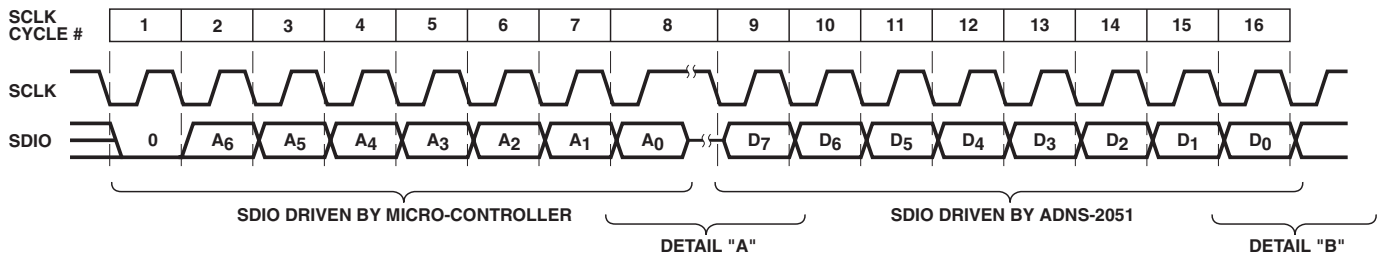 SCLK
CYCLE #
1 2 3 4 5 6 7 8 9 10 11 12 13 14 15 16
SCLK
SDIO
0 A6 A5 A4 A3 A2 A1 A0 D7 D6 D5 D4 D3 D2 D1 D0
SDIO DRIVEN BY MICRO-CONTROLLER
SDIO DRIVEN BY ADNS-2051
DETAIL "A"
DETAIL "B"